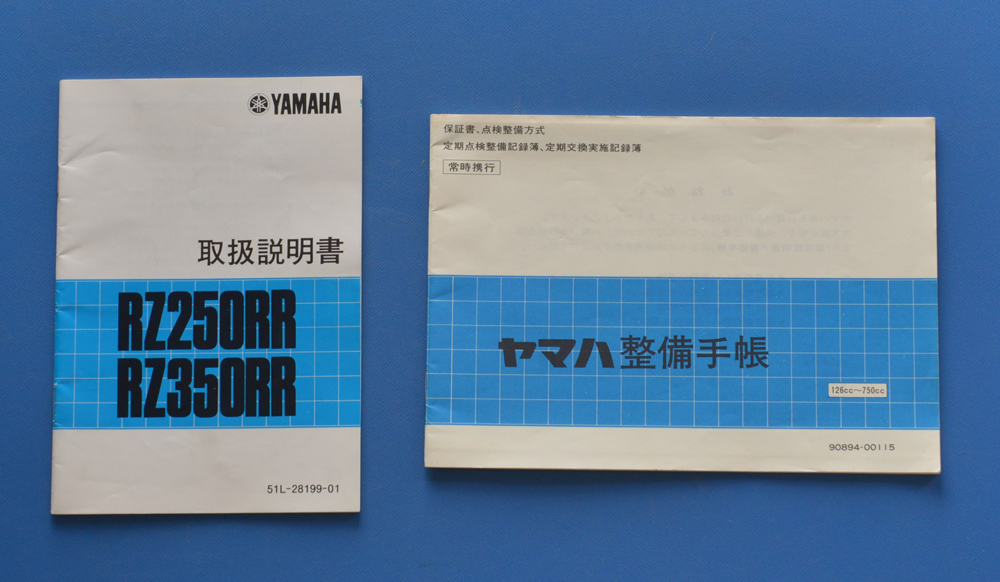 YAMAHA
取扱説明書
RZ250RR
RZ350RR
51L-28199-01
保証書、点検整備方式
定期点検整備記録簿、定期交換実施記録簿
常時携行
ヤマハ整備手帳
126cc〜750cc
90894-00115